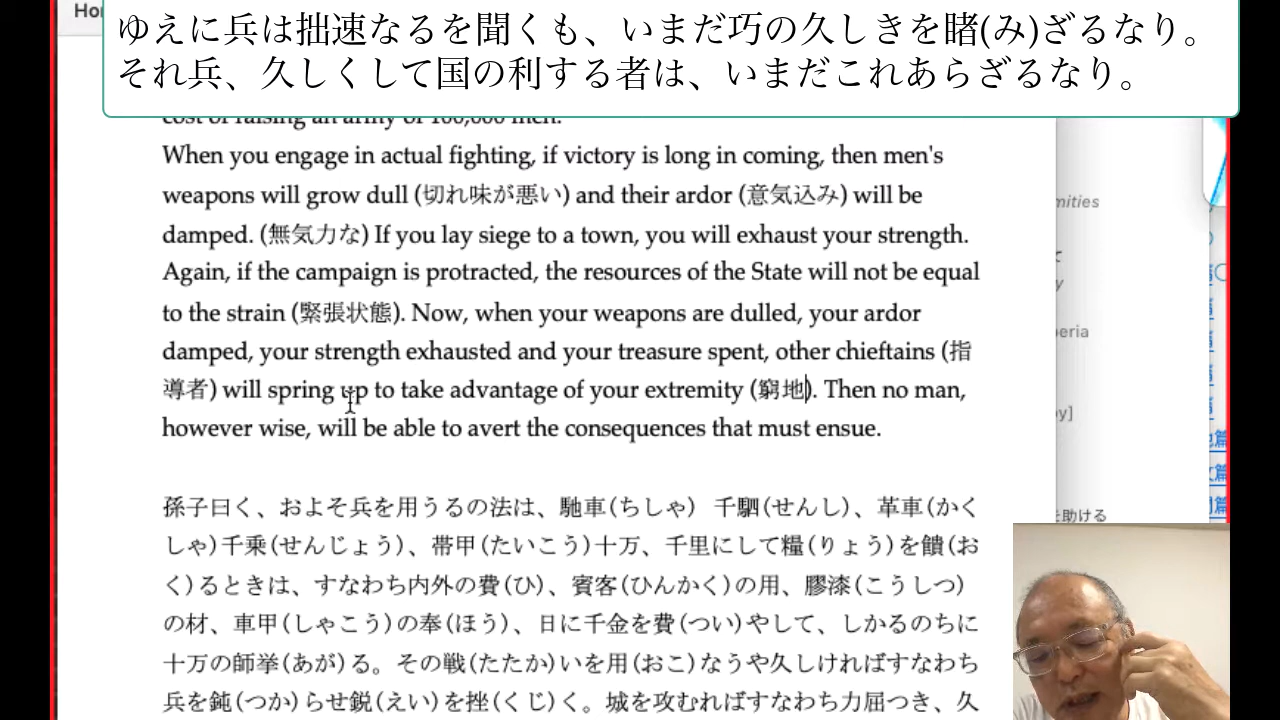 ゆえに兵は拙速なるを聞くも、いまだ巧の久しきを睹(み)ざるなり。
それ兵、久しくして国の利する者は、いまだこれあらざるなり。
cost of raising an army of 100,000 men.
When you engage in actual fighting, if victory is long in coming, then men's
weapons will grow dull (切れ味が悪い) and their ardor (意気込み) will be
damped. (無気力な) If you lay siege to a town, you will exhaust your strength.
Again, if the campaign is protracted, the resources of the State will not be equal
to the strain (緊張状態). Now, when your weapons are dulled, your ardor
damped, your strength exhausted and your treasure spent, other chieftains (指
導者) will spring up to take advantage of your extremity (窮地). Then no man,
however wise, will be able to avert the consequences that must ensue.
孫子曰く、およそ兵を用うるの法は、馳車(ちしゃ) 千駟(せんし)、革車(かく
しゃ)千乗(せんじょう)、帯甲(たいこう)十万、千里にして糧(りょう)を饋(お
く)るときは、すなわち内外の費(ひ)、賓客(ひんかく)の用、膠漆(こうしつ)
の材、車甲(しゃこう)の奉(ほう)、日に千金を費(つい)やして、しかるのちに
十万の師挙(あが)る。その戦(たたか)いを用(おこ)なうや久しければすなわち
兵を鈍(つか)らせ鋭(えい)を挫(くじ)く。城を攻むればすなわち力屈つき、久
を助ける